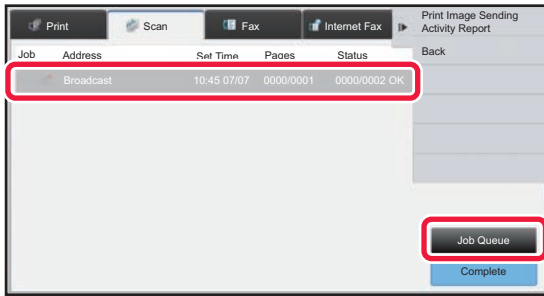 Print Scan Fax Internet Fax
Print Image Sending
Activity Report
Back
Job Address Set Time Pages Status
Broadcast 10:45 07/07 0000/0001 0000/0002 OK
Job Queue
Complete